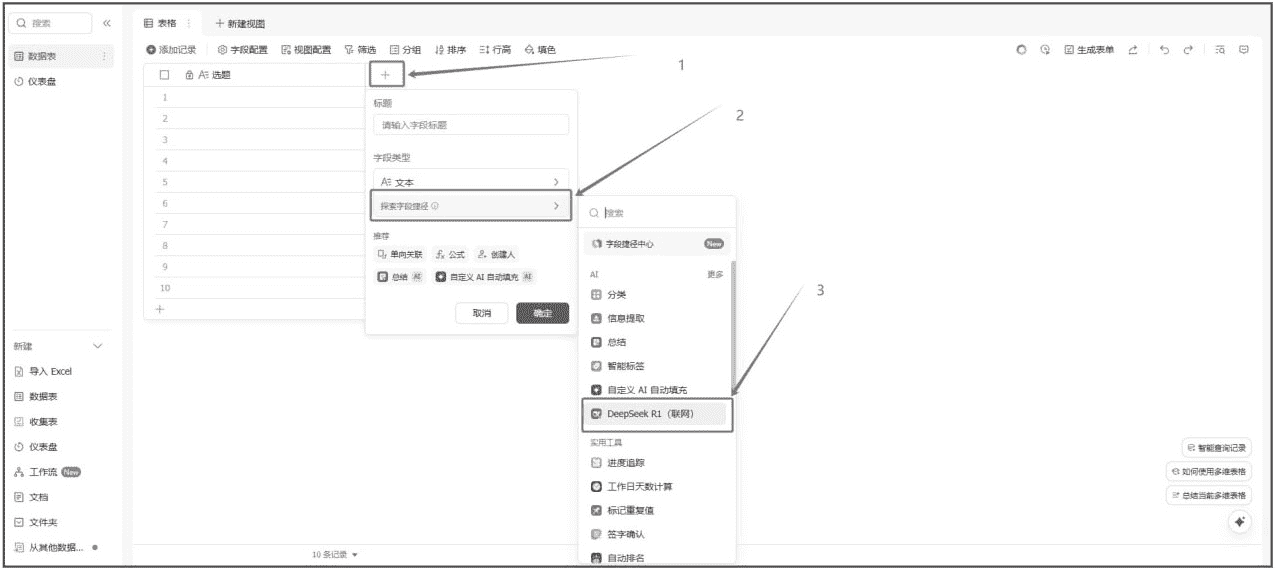 搜索
数据表
仪表盘
新建
导入 Excel
数据表
收集表
仪表盘
工作流 New
文档
文件夹
从其他数据...
表格
新建视图
添加记录 字段配置 视图配置 筛选 分组 排序 行高 填色
生成表单
选题
1
2
3
4
5
6
7
8
9
10
10 条记录
标题
请输入字段标题
字段类型
文本
探索字段捷径
推荐
单向关联 公式 创建人
总结 AI 自定义 AI 自动填充 AI
取消 确定
1
2
3
搜索
字段捷径中心 New
AI 更多
分类
信息提取
总结
智能标签
自定义 AI 自动填充
DeepSeek R1（联网）
实用工具
进度追踪
工作日天数计算
标记重复值
签字确认
自动排名
智能查询记录
如何使用多维表格
总结当前多维表格